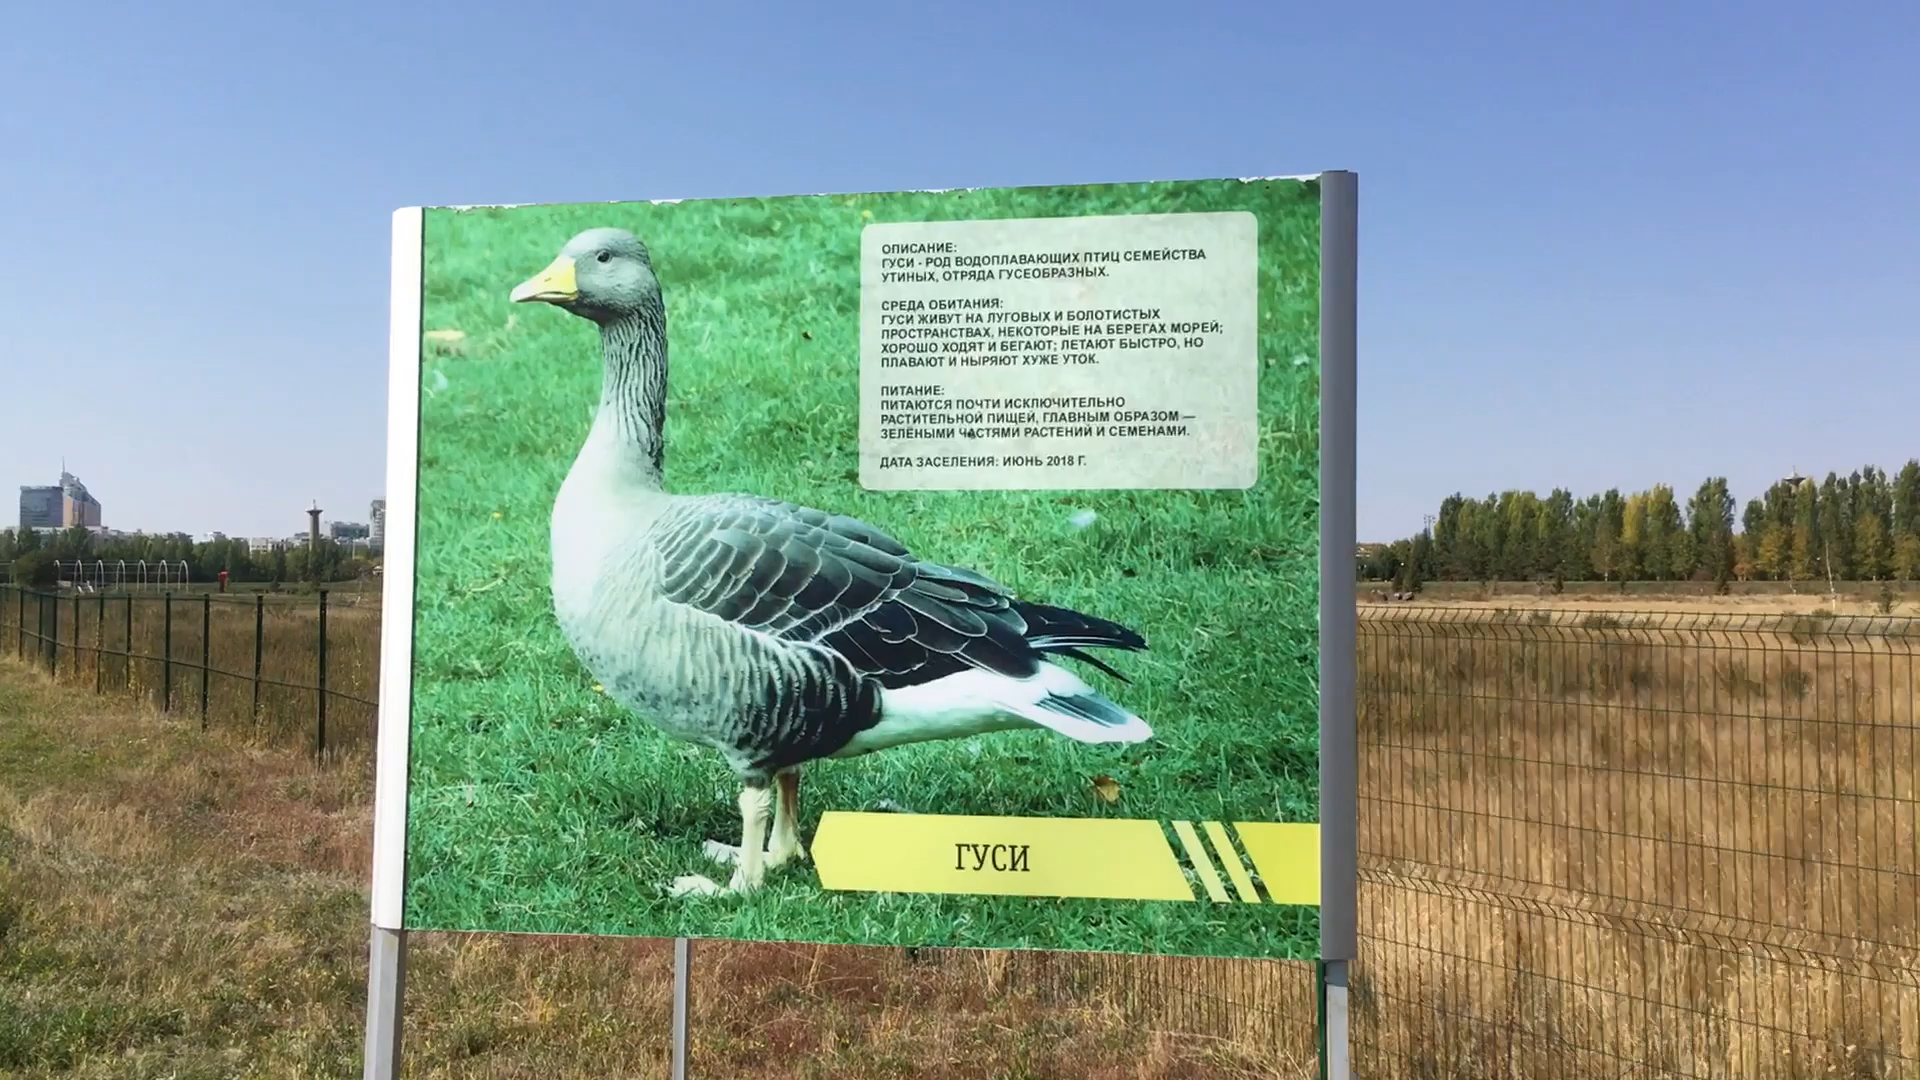 ОПИСАНИЕ:
ГУСИ - РОД ВОДОПЛАВАЮЩИХ ПТИЦ СЕМЕЙСТВА
УТИНЫХ, ОТРЯДА ГУСЕОБРАЗНЫХ.
СРЕДА ОБИТАНИЯ:
ГУСИ ЖИВУТ НА ЛУГОВЫХ И БОЛОТИСТЫХ
ПРОСТРАНСТВАХ, НЕКОТОРЫЕ НА БЕРЕГАХ МОРЕЙ;
ХОРОШО ХОДЯТ И БЕГАЮТ; ЛЕТАЮТ БЫСТРО, НО
ПЛАВАЮТ И НЫРЯЮТ ХУЖЕ УТОК.
ПИТАНИЕ:
ПИТАЮТСЯ ПОЧТИ ИСКЛЮЧИТЕЛЬНО
РАСТИТЕЛЬНОЙ ПИЩЕЙ, ГЛАВНЫМ ОБРАЗОМ —
ЗЕЛЁНЫМИ ЧАСТЯМИ РАСТЕНИЙ И СЕМЕНАМИ.
ДАТА ЗАСЕЛЕНИЯ: ИЮНЬ 2018 Г.
ГУСИ